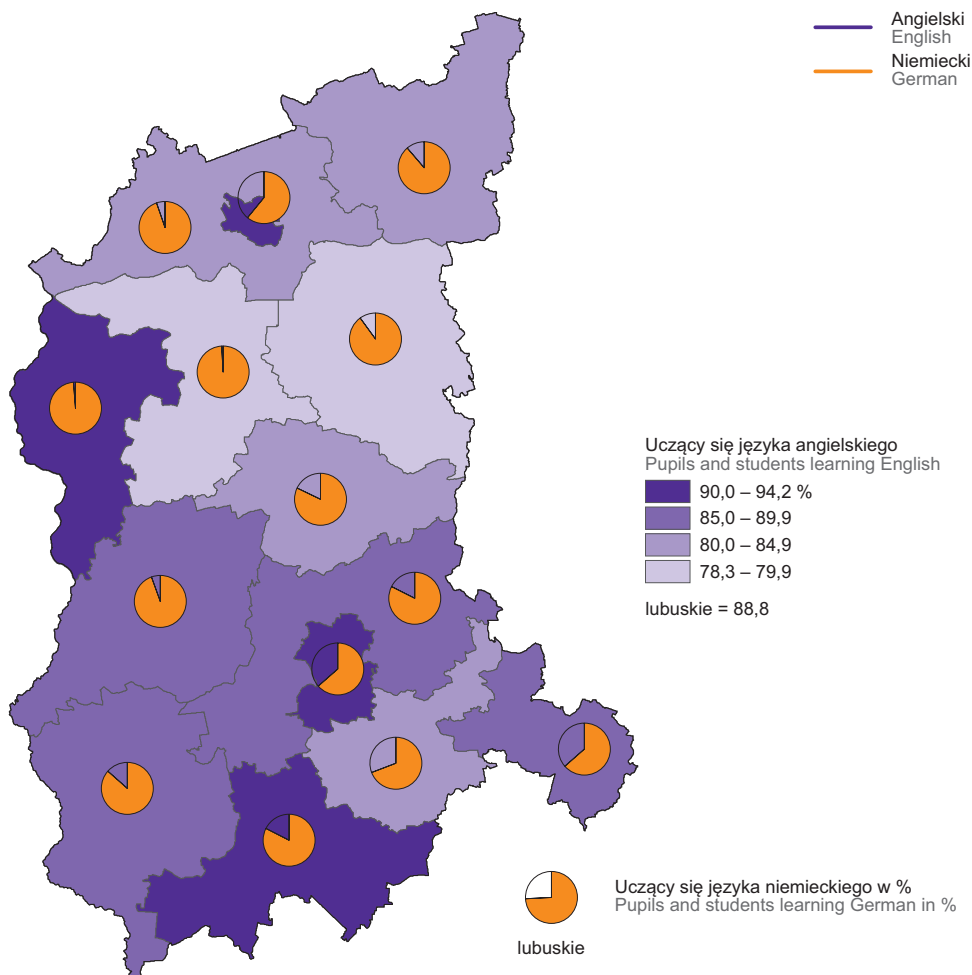 Angielski
English
Niemiecki
German
Uczący się języka angielskiego
Pupils and students learning English
90,0 – 94,2 %
85,0 – 89,9
80,0 – 84,9
78,3 – 79,9
lubuskie = 88,8
Uczący się języka niemieckiego w %
Pupils and students learning German in %
lubuskie